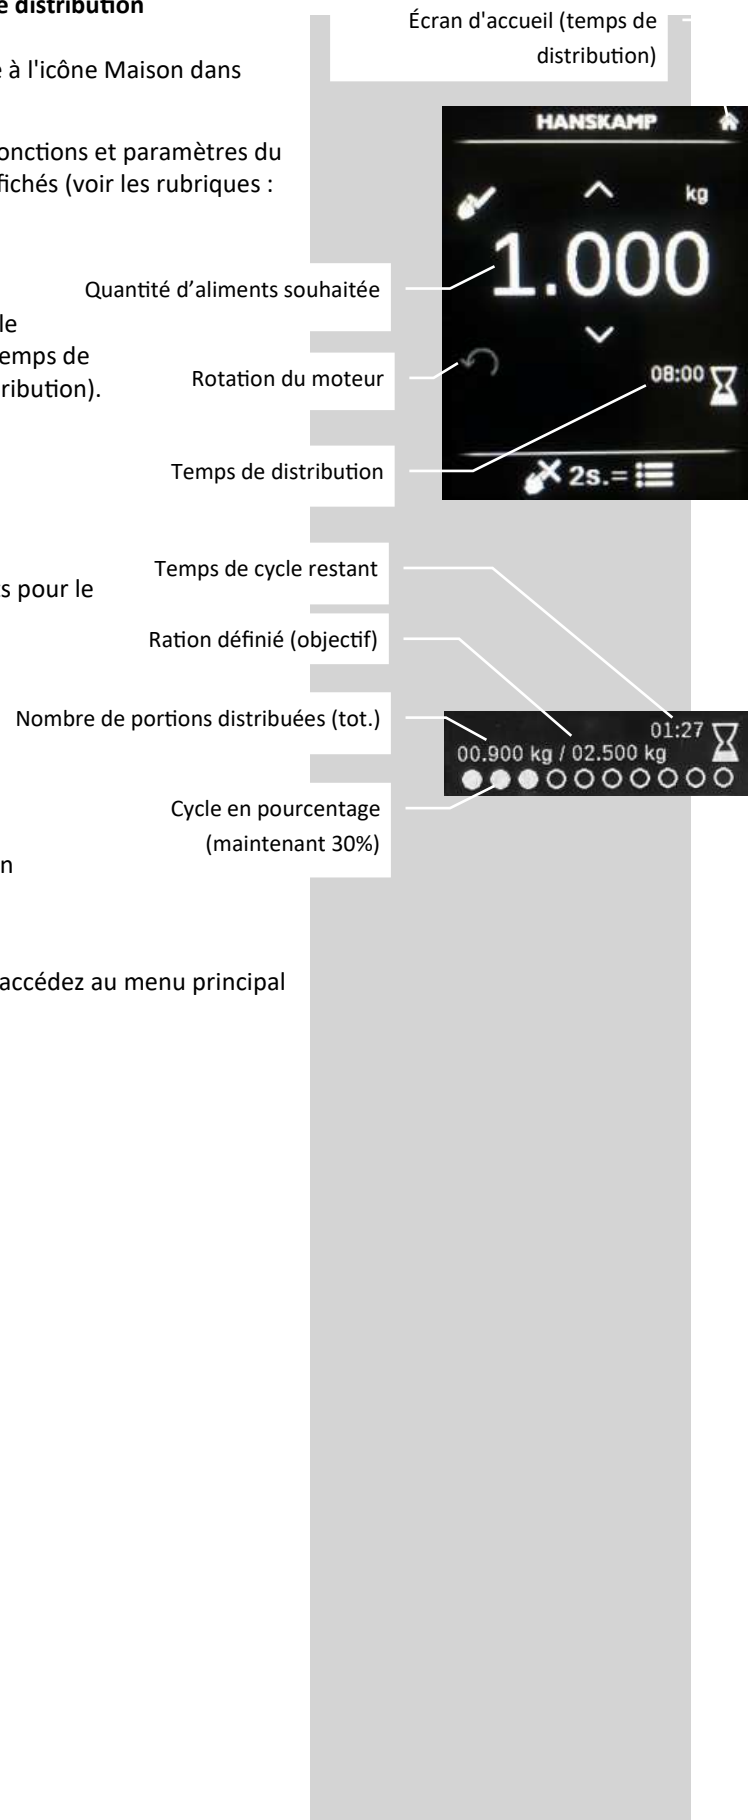 e distribution
Écran d'accueil (temps de
distribution)
e à l'icône Maison dans
HANSKAMP
onctions et paramètres du
fichés (voir les rubriques :
kg
1.000
Quantité d’aliments souhaitée
le
emps de
ribution).
Rotation du moteur
08:00
Temps de distribution
2s.=
Temps de cycle restant
s pour le
Ration définié (objectif)
Nombre de portions distribuées (tot.)
01:27
00.900 kg / 02.500 kg
Cycle en pourcentage
(maintenant 30%)
n
accédez au menu principal